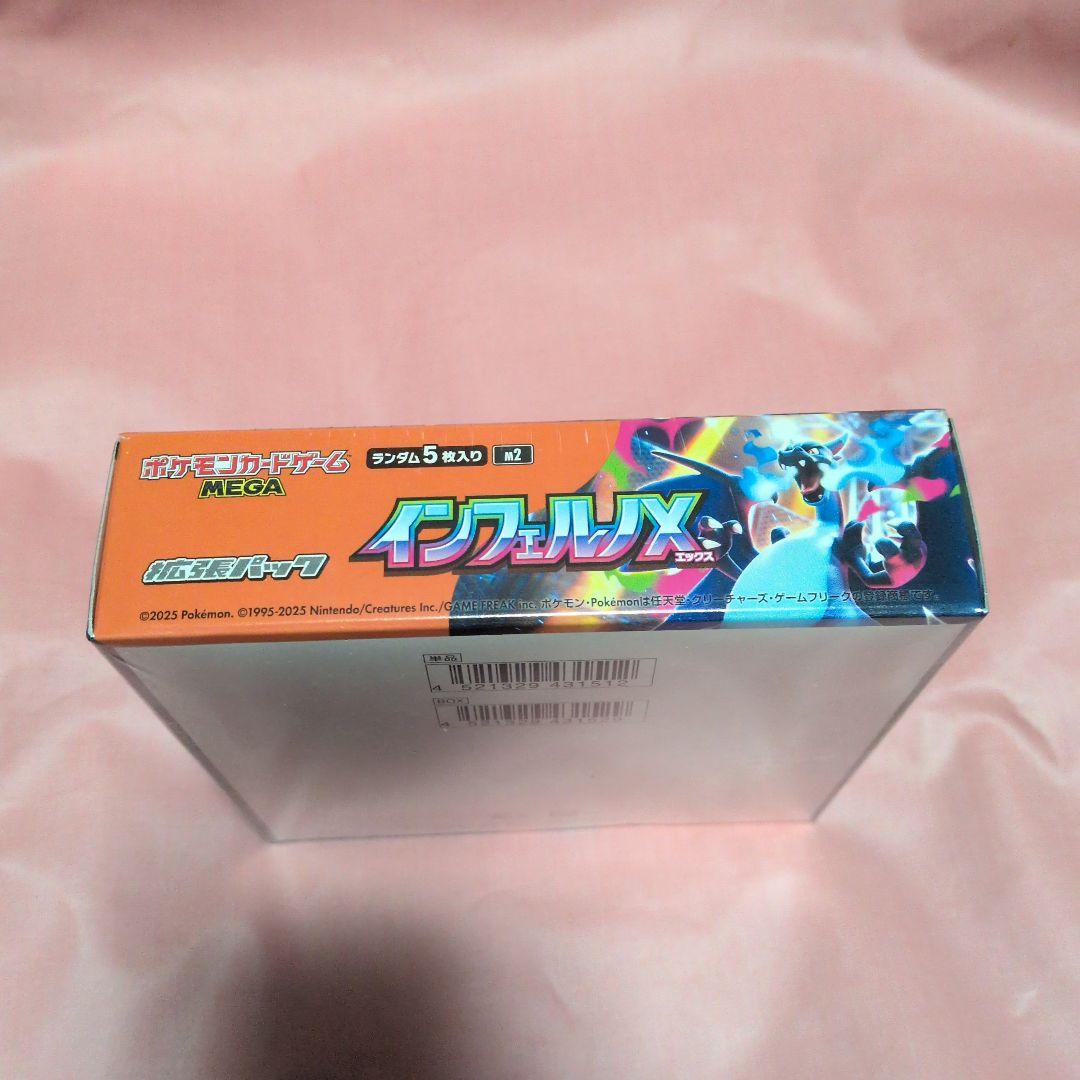 ポケモンカードゲーム
MEGA
ランダム5枚入り M2
インフェルノX
エックス
拡張パック
©2025 Pokémon. ©1995-2025 Nintendo/Creatures Inc./GAME FREAK inc. ポケモン・Pokémonは任天堂・クリーチャーズ・ゲームフリークの登録商標です。
単品
4 521329 431512
BOX